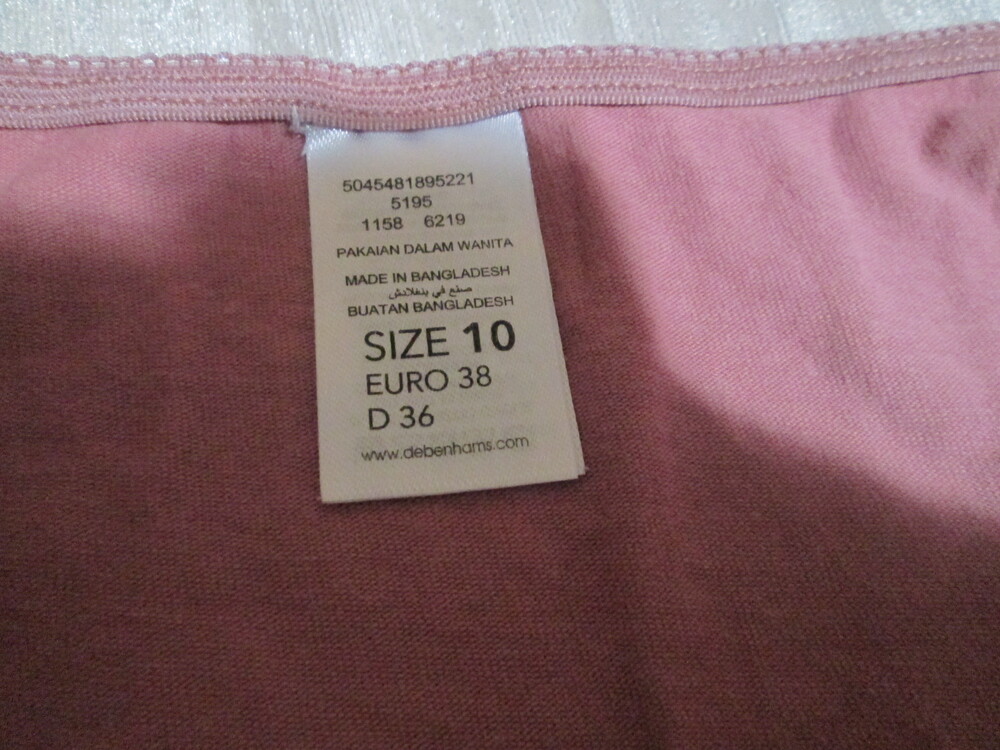 5045481895221
5195
1158 6219
PAKAIAN DALAM WANITA
MADE IN BANGLADESH
صنع في بنغلادش
BUATAN BANGLADESH
SIZE 10
EURO 38
D 36
www.debenhams.com